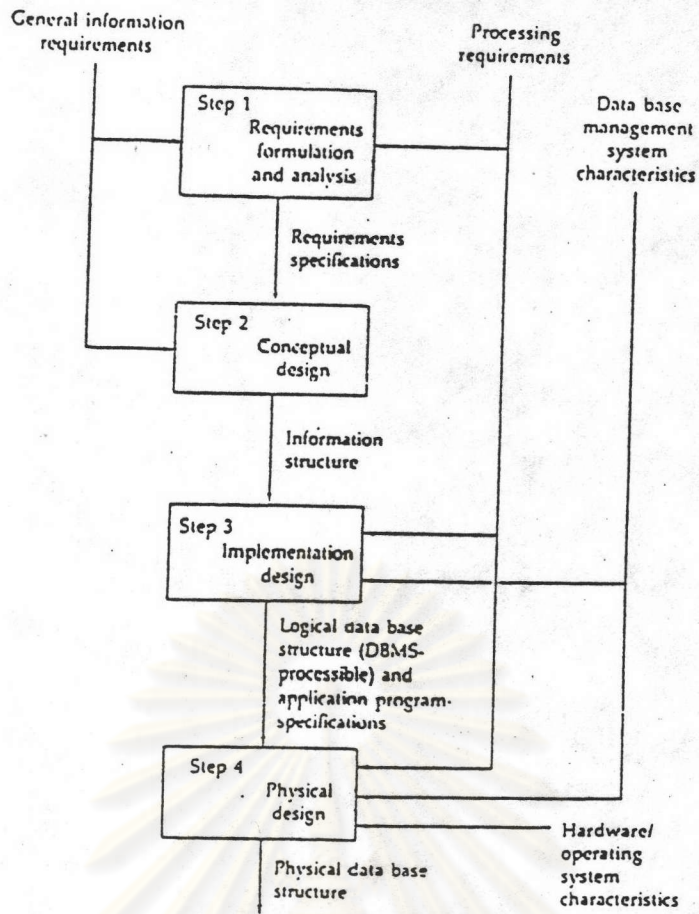 General information
requirements
Processing
requirements
Data base
management
system
characteristics
Step 1
Requirements
formulation
and analysis
Requirements
specifications
Step 2
Conceptual
design
Information
structure
Step 3
Implementation
design
Logical data base
structure (DBMS-
processible) and
application program-
specifications
Step 4
Physical
design
Hardware/
operating
system
characteristics
Physical data base
structure